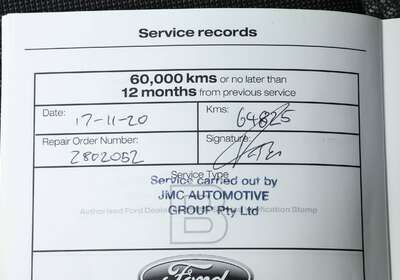 Service records
60,000 kms or no later than
12 months from previous service
Date: 17-11-20 Kms: 64825
Repair Order Number: Signature:
2802052
Service Type
Service carried out by
B
JMC AUTOMOTIVE
Authorised Ford Dealer
GROUP Pty Ltd
Ford